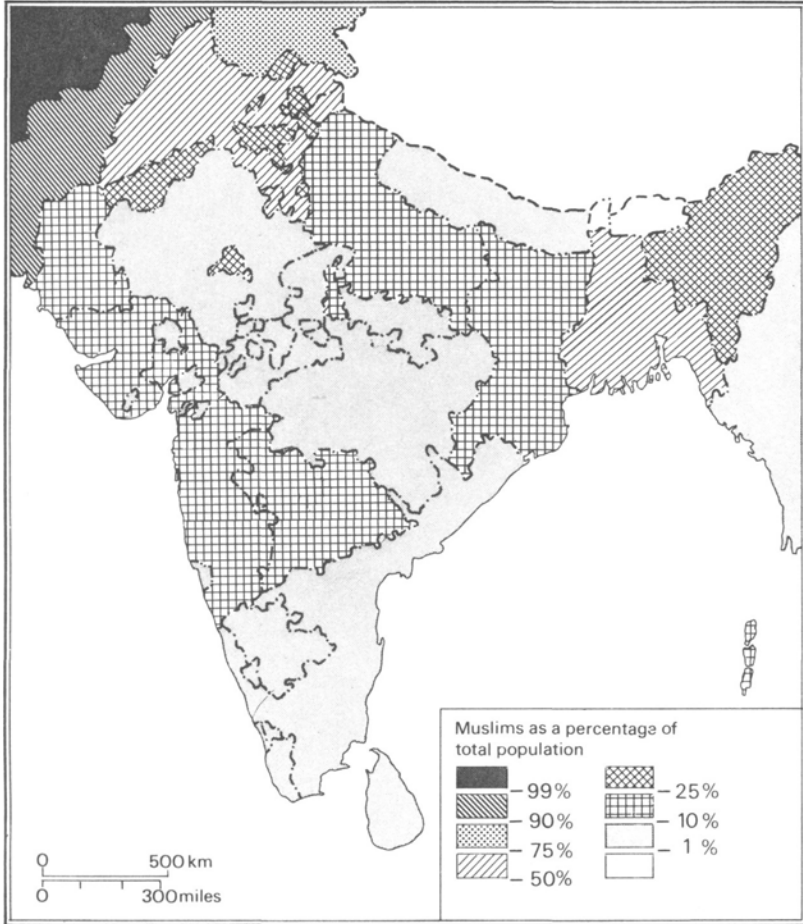 Muslims as a percentage of
total population
– 99%
– 90%
– 75%
– 50%
– 25%
– 10%
– 1 %
0 500 km
0 300 miles